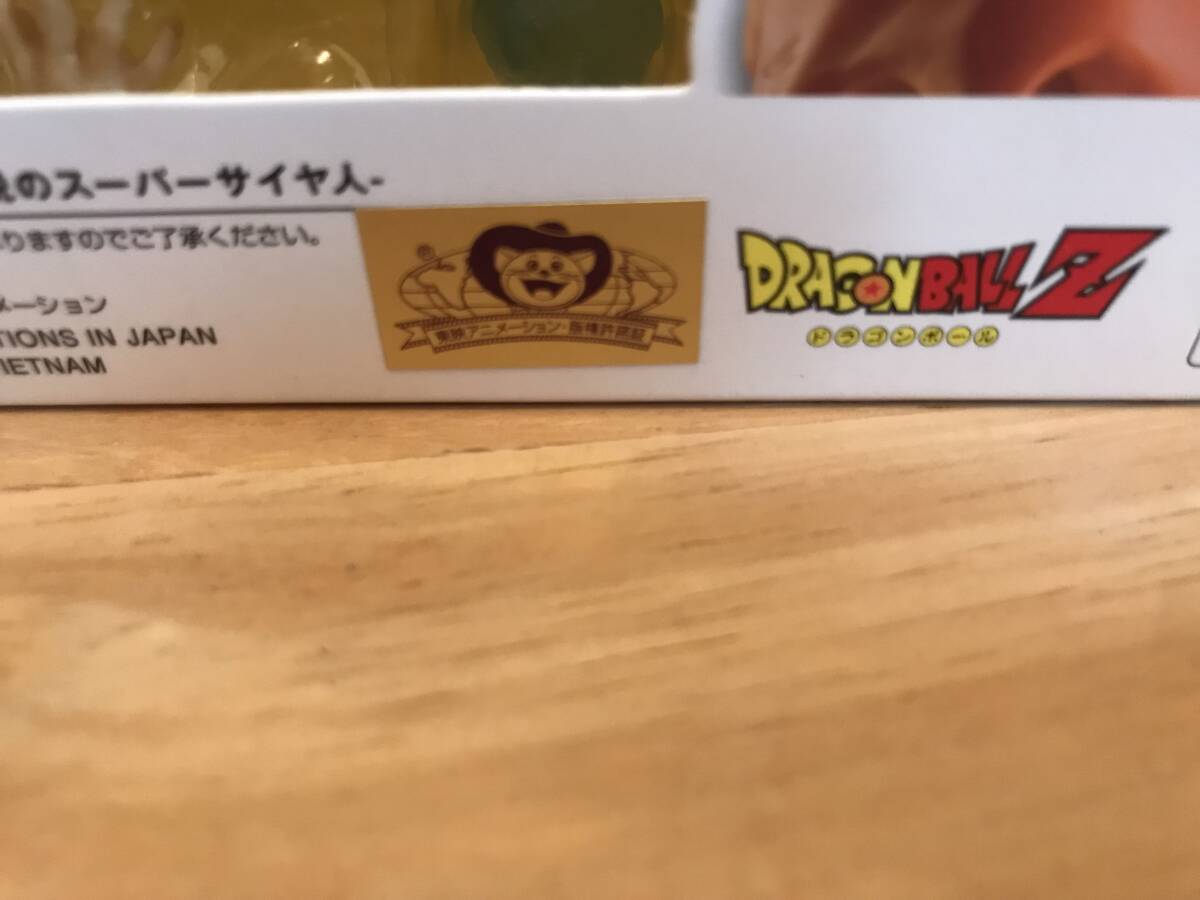 のスーパーサイヤ人-
りますのでご了承ください。
メーション
TIONS IN JAPAN
IETNAM
®
東映アニメーション・版権許諾証
DRAGONBALL Z
ドラゴンボール